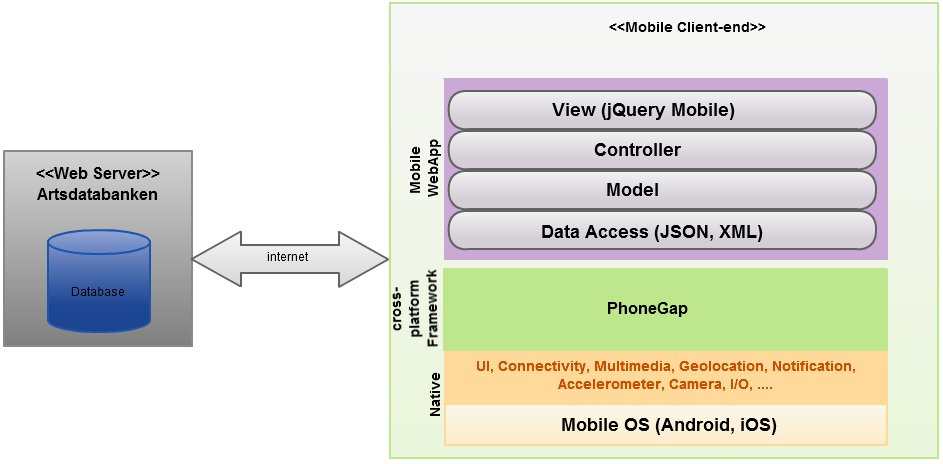 <<Mobile Client-end>>
<<Web Server>>
Artsdatabanken
Database
internet
Mobile
WebApp
View (jQuery Mobile)
Controller
Model
Data Access (JSON, XML)
cross-
platform
Framework
PhoneGap
Native
UI, Connectivity, Multimedia, Geolocation, Notification,
Accelerometer, Camera, I/O, ....
Mobile OS (Android, iOS)